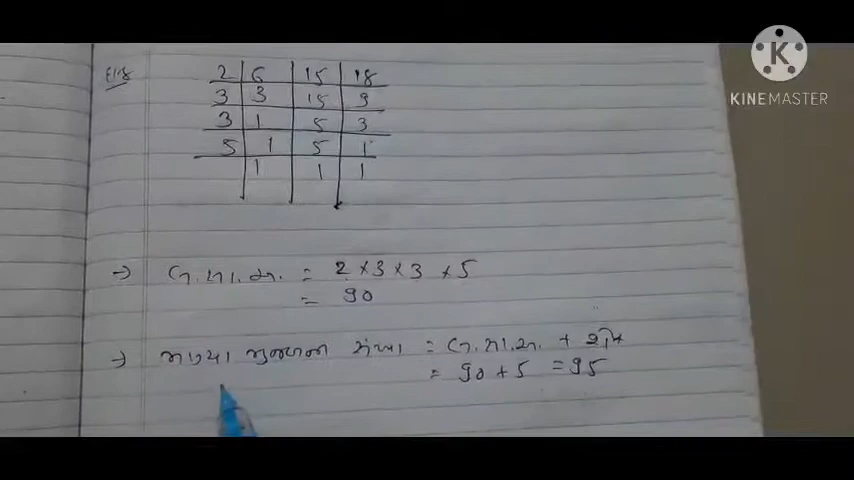 દા.8
2 | 6 | 15 | 18
3 | 3 | 15 | 9
3 | 1 | 5 | 3
5 | 1 | 5 | 1
1 | 1 | 1
→ લ.સા.અ. = 2 × 3 × 3 × 5
= 90
→ માગ્યા મુજબની સંખ્યા = લ.સા.અ. + શેષ
= 90 + 5 = 95
K
KINEMASTER